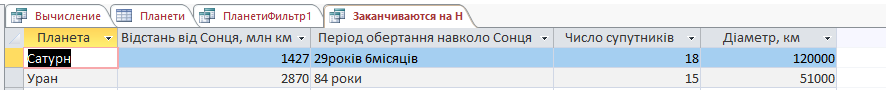 Вычисление Планети ПланетиФильтр1 Заканчиваются на Н
Планета Відстань від Сонця, млн км Період обертання навколо Сонця Число супутників Діаметр, км
Сатурн 1427 29років 6місяців 18 120000
Уран 2870 84 роки 15 51000